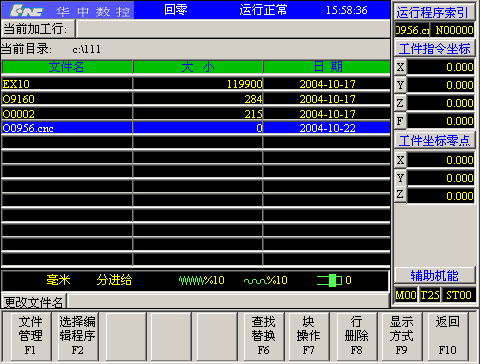 华中数控 回零 运行正常 15:58:36 运行程序索引
当前加工行: 0956.cn N00000
当前目录: c:\111 工件指令坐标
文件名 大 小 日 期 X 0.000
EX10 119900 2004-10-17 Y 0.000
O9160 284 2004-10-17 Z 0.000
O0002 215 2004-10-17 F 0.000
O0956.cnc 0 2004-10-22 工件坐标零点
X 0.000
Y 0.000
Z 0.000
辅助机能
毫米 分进给 %10 %10 0 M00 T25 ST00
更改文件名
文件管理 F1 选择编辑程序 F2 查找替换 F6 块操作 F7 行删除 F8 显示方式 F9 返回 F10